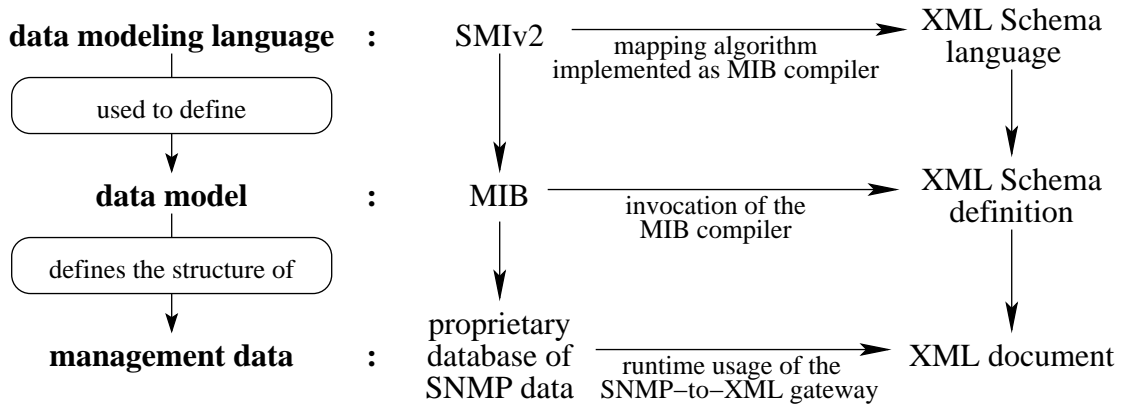 data modeling language : SMIv2 mapping algorithm XML Schema
implemented as MIB compiler language
used to define
data model : MIB invocation of the XML Schema
MIB compiler definition
defines the structure of
proprietary
management data : database of runtime usage of the XML document
SNMP data SNMP–to–XML gateway